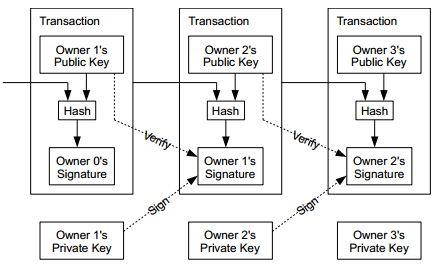 Transaction
Owner 1's
Public Key
Hash
Owner 0's
Signature
Transaction
Owner 2's
Public Key
Hash
Verify
Owner 1's
Signature
Transaction
Owner 3's
Public Key
Hash
Verify
Owner 2's
Signature
Owner 1's
Private Key
Sign
Owner 2's
Private Key
Sign
Owner 3's
Private Key